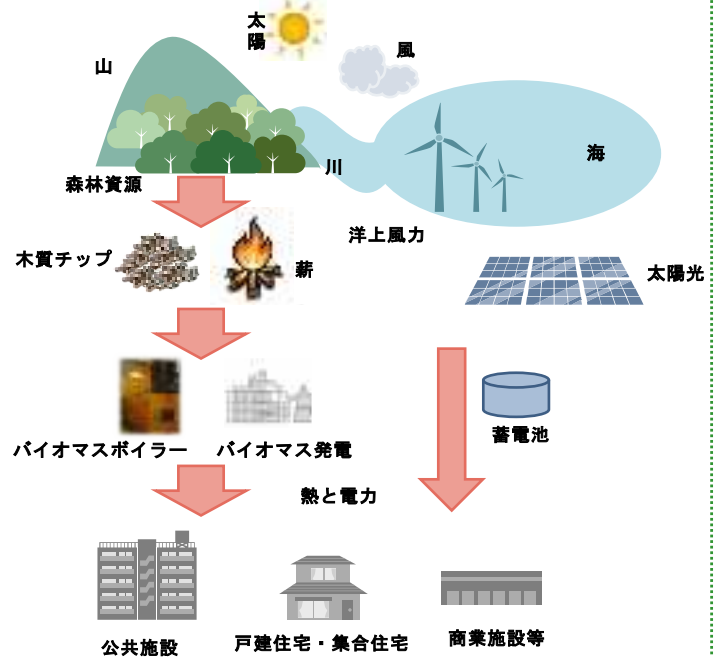 太陽
風
山
海
川
森林資源
洋上風力
木質チップ
薪
太陽光
蓄電池
バイオマスボイラー
バイオマス発電
熱と電力
公共施設
戸建住宅・集合住宅
商業施設等